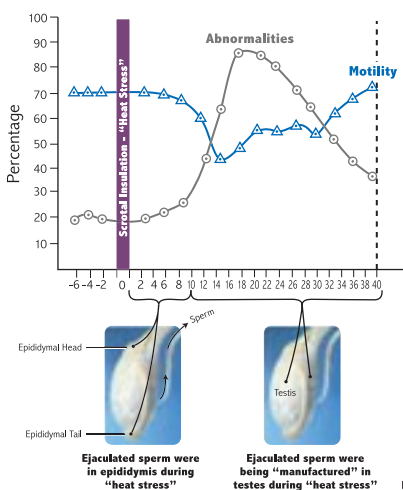 100
90
80
70
60
50
40
30
20
10
Percentage
Scrotal Insulation - "Heat Stress"
Abnormalities
Motility
-6 -4 -2 0 2 4 6 8 10 12 14 16 18 20 22 24 26 28 30 32 34 36 38 40
Sperm
Epididymal Head
Testis
Epididymal Tail
Ejaculated sperm were
in epididymis during
"heat stress"
Ejaculated sperm were
being "manufactured" in
testes during "heat stress"